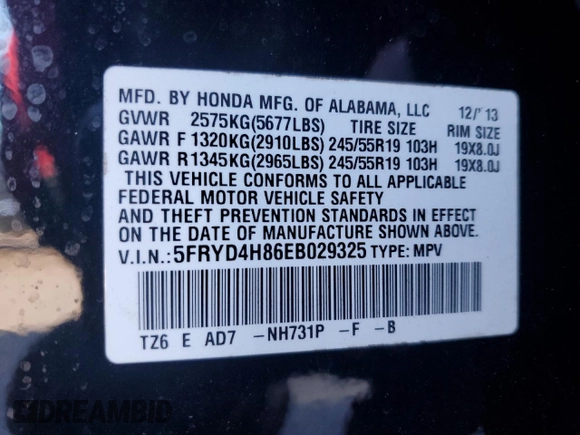 MFD. BY HONDA MFG. OF ALABAMA, LLC 12/13
GVWR 2575KG(5677LBS) TIRE SIZE RIM SIZE
GAWR F 1320KG(2910LBS) 245/55R19 103H 19X8.0J
GAWR R 1345KG(2965LBS) 245/55R19 103H 19X8.0J
THIS VEHICLE CONFORMS TO ALL APPLICABLE
FEDERAL MOTOR VEHICLE SAFETY
AND THEFT PREVENTION STANDARDS IN EFFECT
ON THE DATE OF MANUFACTURE SHOWN ABOVE.
V.I.N.: 5FRYD4H86EB029325 TYPE: MPV
TZ6 E AD7 -NH731P -F -B
DREAMBID